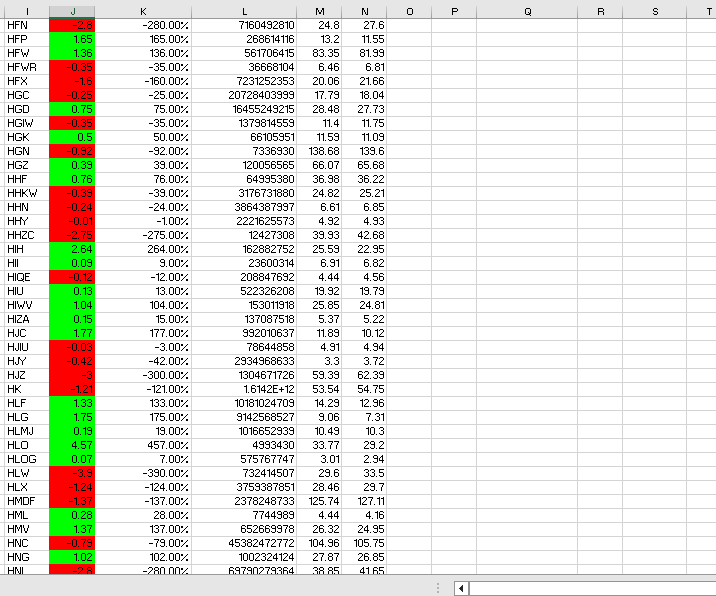 I J K L M N O P Q R S T
HFN -2.8 -280.00% 7160492810 24.8 27.6
HFP 1.65 165.00% 268614116 13.2 11.55
HFW 1.36 136.00% 561706415 83.35 81.99
HFWR -0.35 -35.00% 36668104 6.46 6.81
HFX -1.6 -160.00% 7231252353 20.06 21.66
HGC -0.25 -25.00% 20728403999 17.79 18.04
HGD 0.75 75.00% 16455249215 28.48 27.73
HGIW -0.35 -35.00% 1379814559 11.4 11.75
HGK 0.5 50.00% 66105951 11.59 11.09
HGN -0.92 -92.00% 7336930 138.68 139.6
HGZ 0.39 39.00% 120056565 66.07 65.68
HHF 0.76 76.00% 64995380 36.98 36.22
HHKW -0.39 -39.00% 3176731880 24.82 25.21
HHN -0.24 -24.00% 3864387997 6.61 6.85
HHY -0.01 -1.00% 2221625573 4.92 4.93
HHZC -2.75 -275.00% 12427308 39.93 42.68
HIH 2.64 264.00% 162882752 25.59 22.95
HII 0.09 9.00% 23600314 6.91 6.82
HIQE -0.12 -12.00% 208847692 4.44 4.56
HIU 0.13 13.00% 522326208 19.92 19.79
HIWV 1.04 104.00% 153011918 25.85 24.81
HIZA 0.15 15.00% 137087518 5.37 5.22
HJC 1.77 177.00% 992010637 11.89 10.12
HJIU -0.03 -3.00% 78644858 4.91 4.94
HJY -0.42 -42.00% 2934968633 3.3 3.72
HJZ -3 -300.00% 1304671726 59.39 62.39
HK -1.21 -121.00% 1.6142E+12 53.54 54.75
HLF 1.33 133.00% 10181024709 14.29 12.96
HLG 1.75 175.00% 9142568527 9.06 7.31
HLMJ 0.19 19.00% 1016652939 10.49 10.3
HLO 4.57 457.00% 4993430 33.77 29.2
HLOG 0.07 7.00% 575767747 3.01 2.94
HLW -3.9 -390.00% 732414507 29.6 33.5
HLX -1.24 -124.00% 3759387851 28.46 29.7
HMDF -1.37 -137.00% 2378248733 125.74 127.11
HML 0.28 28.00% 7744989 4.44 4.16
HMV 1.37 137.00% 652669978 26.32 24.95
HNC -0.79 -79.00% 45382472772 104.96 105.75
HNG 1.02 102.00% 1002324124 27.87 26.85
HNL -2.8 -280.00% 69790279364 38.85 41.65